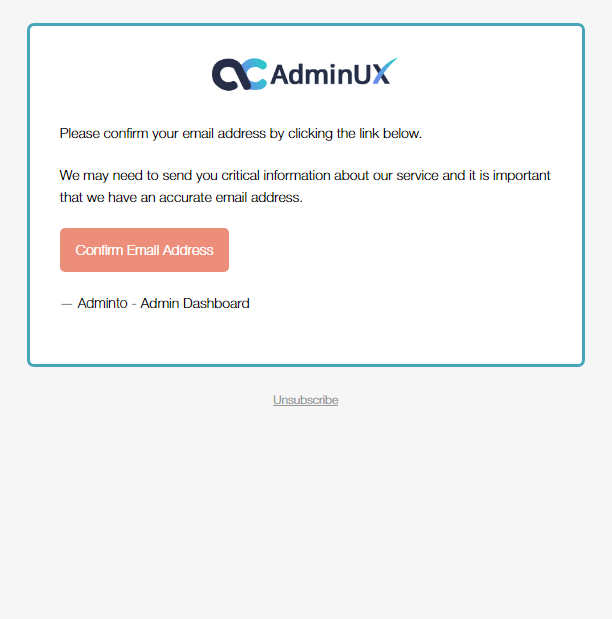 AdminUX
Please confirm your email address by clicking the link below.
We may need to send you critical information about our service and it is important
that we have an accurate email address.
Confirm Email Address
— Adminto - Admin Dashboard
Unsubscribe